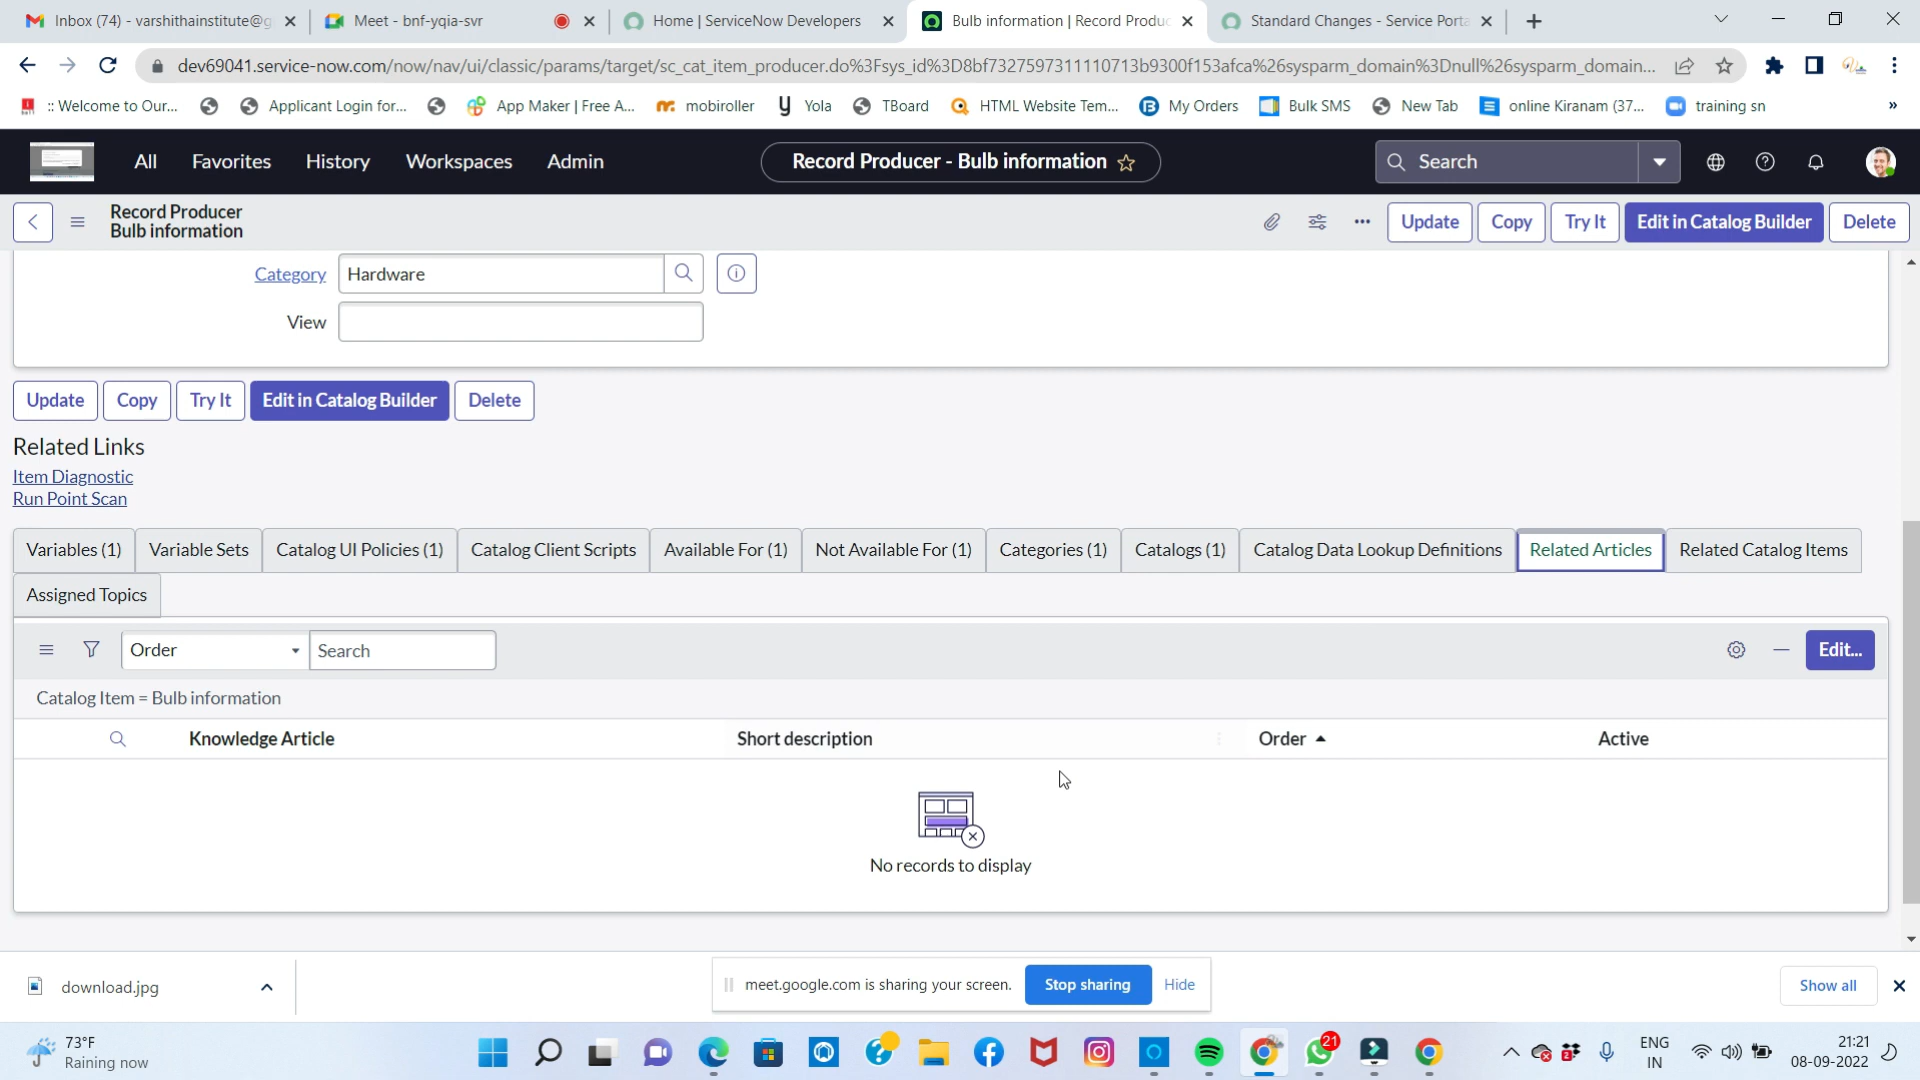 Inbox (74) - varshithainstitute@g
Meet - bnf-yqia-svr
Home | ServiceNow Developers
Bulb information | Record Produc
Standard Changes - Service Porta
dev69041.service-now.com/now/nav/ui/classic/params/target/sc_cat_item_producer.do%3Fsys_id%3D8bf7327597311110713b9300f153afca%26sysparm_domain%3Dnull%26sysparm_domain...
:: Welcome to Our...
Applicant Login for...
App Maker | Free A...
mobiroller
Yola
TBoard
HTML Website Tem...
My Orders
Bulk SMS
New Tab
online Kiranam (37...
training sn
»
All
Favorites
History
Workspaces
Admin
Record Producer - Bulb information
Search
Record Producer
Bulb information
Update
Copy
Try It
Edit in Catalog Builder
Delete
Category
Hardware
View
Update
Copy
Try It
Edit in Catalog Builder
Delete
Related Links
Item Diagnostic
Run Point Scan
Variables (1)
Variable Sets
Catalog UI Policies (1)
Catalog Client Scripts
Available For (1)
Not Available For (1)
Categories (1)
Catalogs (1)
Catalog Data Lookup Definitions
Related Articles
Related Catalog Items
Assigned Topics
Order
Search
Edit...
Catalog Item = Bulb information
Knowledge Article
Short description
Order
Active
No records to display
download.jpg
meet.google.com is sharing your screen.
Stop sharing
Hide
Show all
73°F
Raining now
21
ENG
IN
21:21
08-09-2022